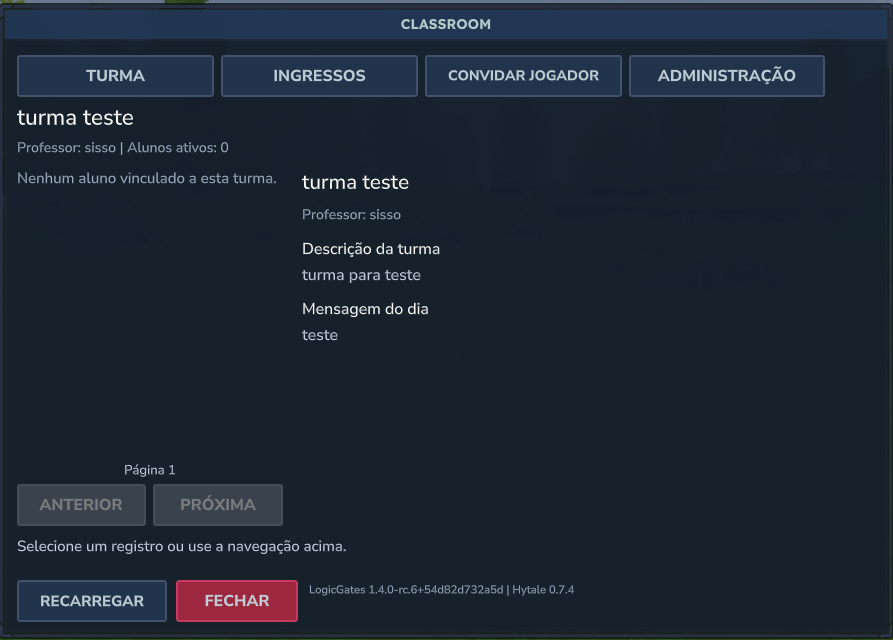 CLASSROOM
TURMA
INGRESSOS
CONVIDAR JOGADOR
ADMINISTRAÇÃO
turma teste
Professor: sisso | Alunos ativos: 0
Nenhum aluno vinculado a esta turma.
turma teste
Professor: sisso
Descrição da turma
turma para teste
Mensagem do dia
teste
Página 1
ANTERIOR
PRÓXIMA
Selecione um registro ou use a navegação acima.
RECARREGAR
FECHAR
LogicGates 1.4.0-rc.6+54d82d732a5d | Hytale 0.7.4